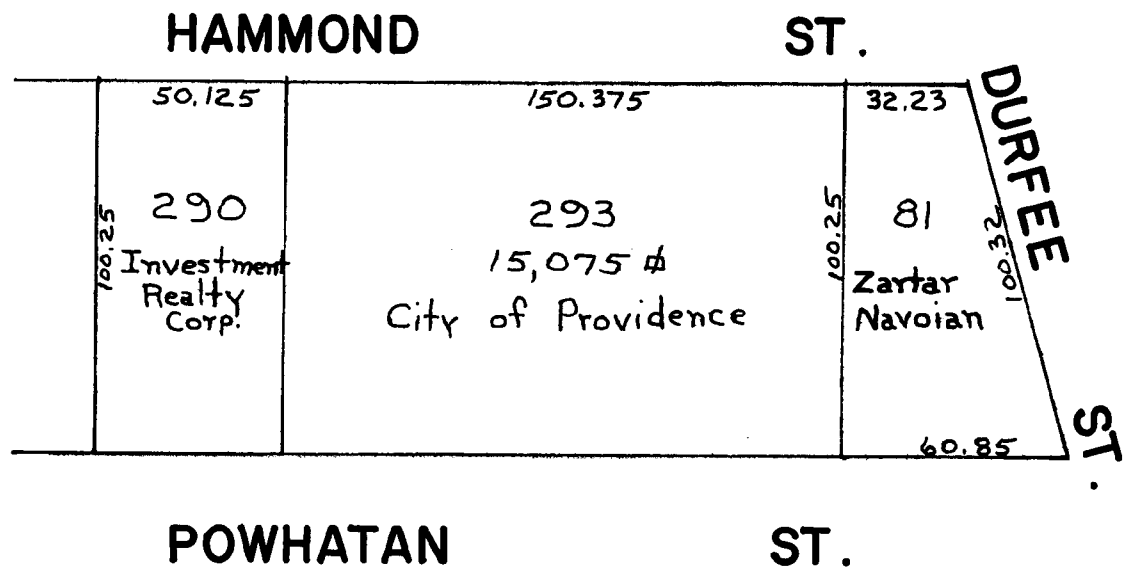 HAMMOND ST.
50.125 150.375 32.23
DURFEE ST.
290
Investment
Realty
Corp.
100.25
293
15,075 ⏍
City of Providence
100.25
81
Zartar
Navoian
100.32
60.85
POWHATAN ST.